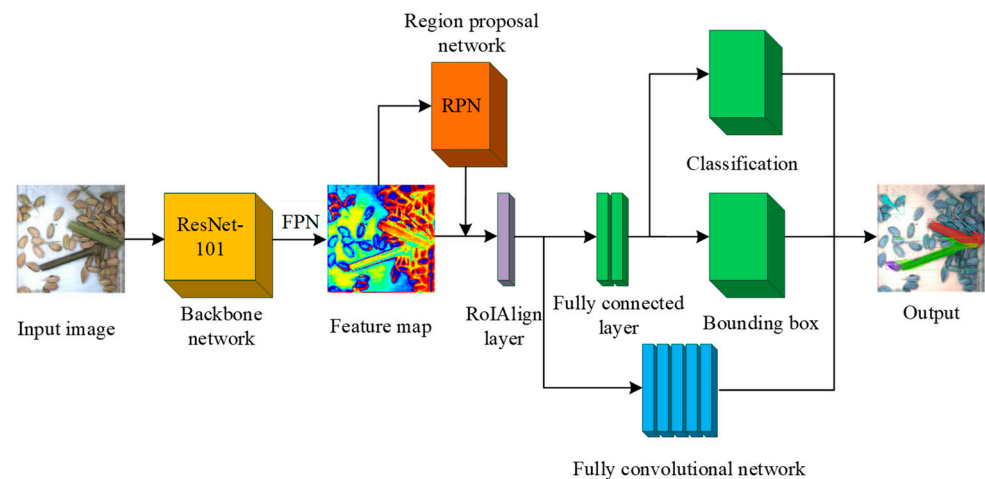 Region proposal
network
RPN
Classification
ResNet-
101
FPN
Input image
Backbone
network
Feature map
RoIAlign
layer
Fully connected
layer
Bounding box
Output
Fully convolutional network